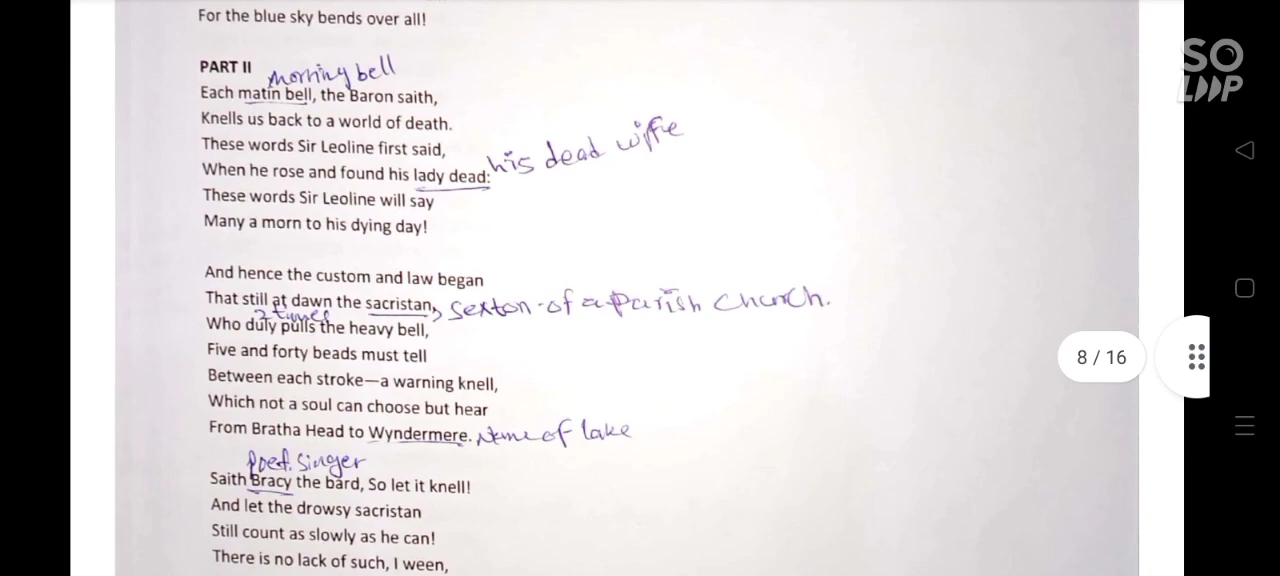 For the blue sky bends over all!
PART II
morning bell
Each matin bell, the Baron saith,
Knells us back to a world of death.
These words Sir Leoline first said,
When he rose and found his lady dead: his dead wiffe
These words Sir Leoline will say
Many a morn to his dying day!
And hence the custom and law began
That still at dawn the sacristan, sexton of a parish church.
2 times
Who duly pulls the heavy bell,
Five and forty beads must tell
Between each stroke—a warning knell,
Which not a soul can choose but hear
From Bratha Head to Wyndermere. Name of lake
Poet. Singer
Saith Bracy the bard, So let it knell!
And let the drowsy sacristan
Still count as slowly as he can!
There is no lack of such, I ween,
SO
LOOP
8 / 16